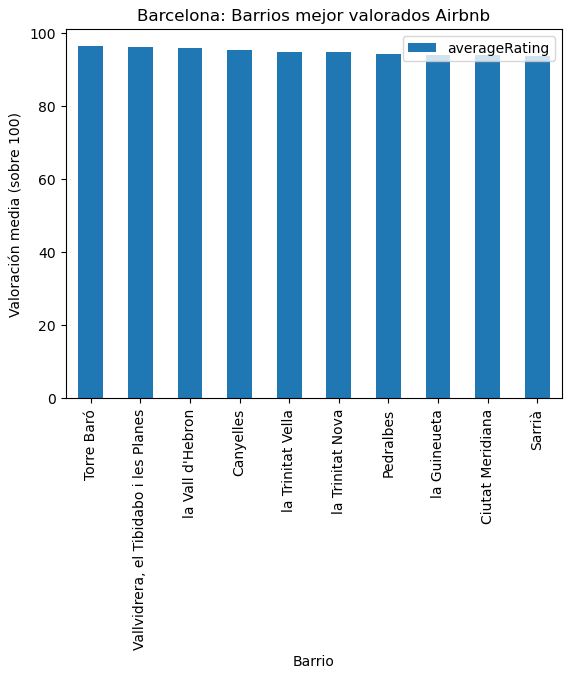 Barcelona: Barrios mejor valorados Airbnb
averageRating
Valoración media (sobre 100)
100
80
60
40
20
0
Torre Baró
Vallvidrera, el Tibidabo i les Planes
la Vall d'Hebron
Canyelles
la Trinitat Vella
la Trinitat Nova
Pedralbes
la Guineueta
Ciutat Meridiana
Sarrià
Barrio